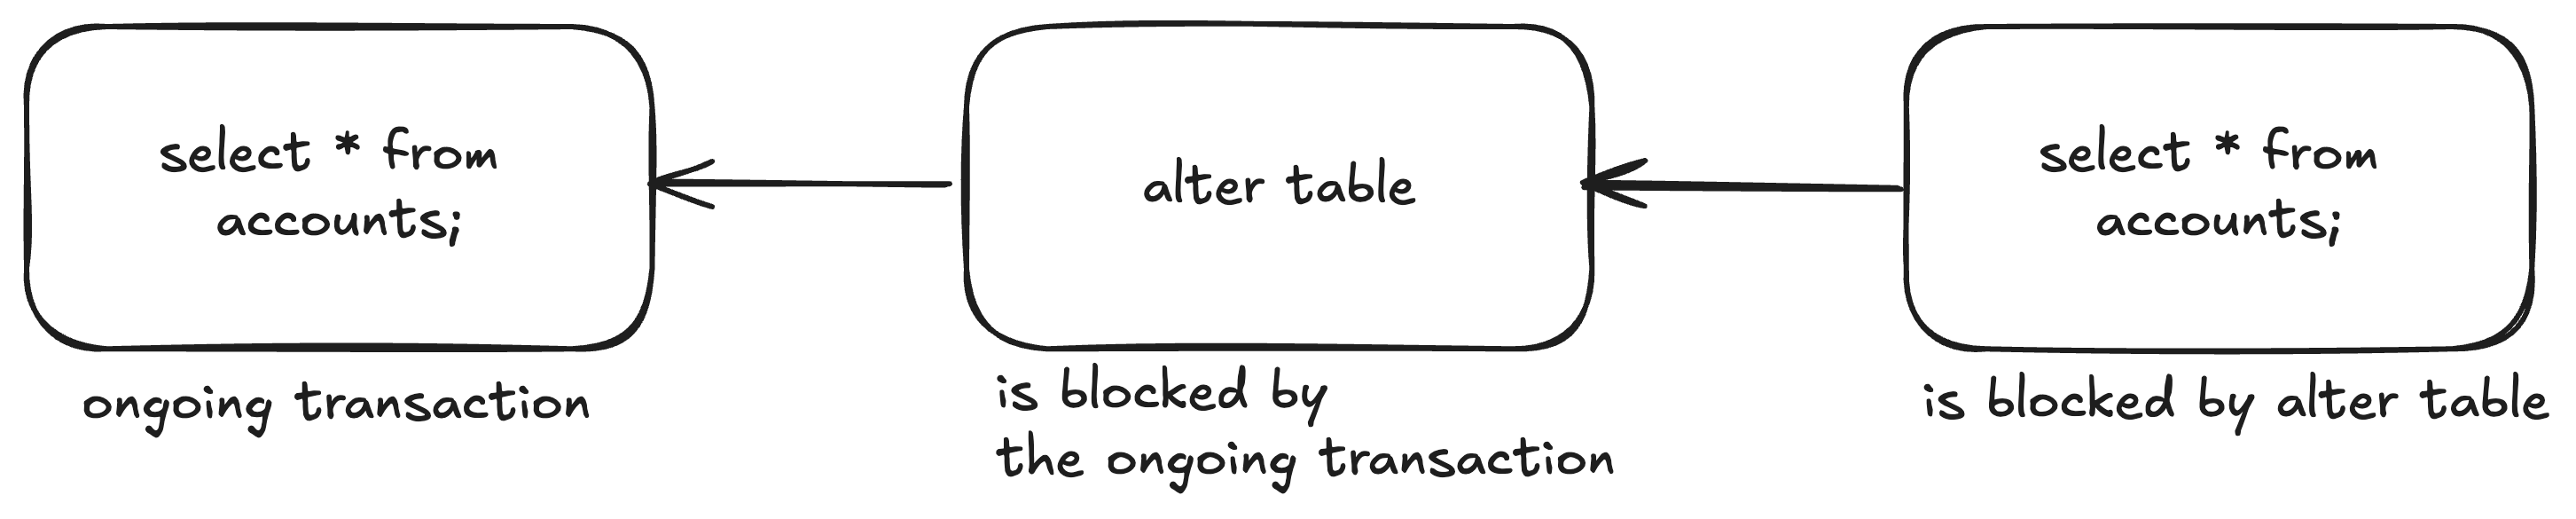 select * from
accounts;
ongoing transaction
alter table
is blocked by
the ongoing transaction
select * from
accounts;
is blocked by alter table